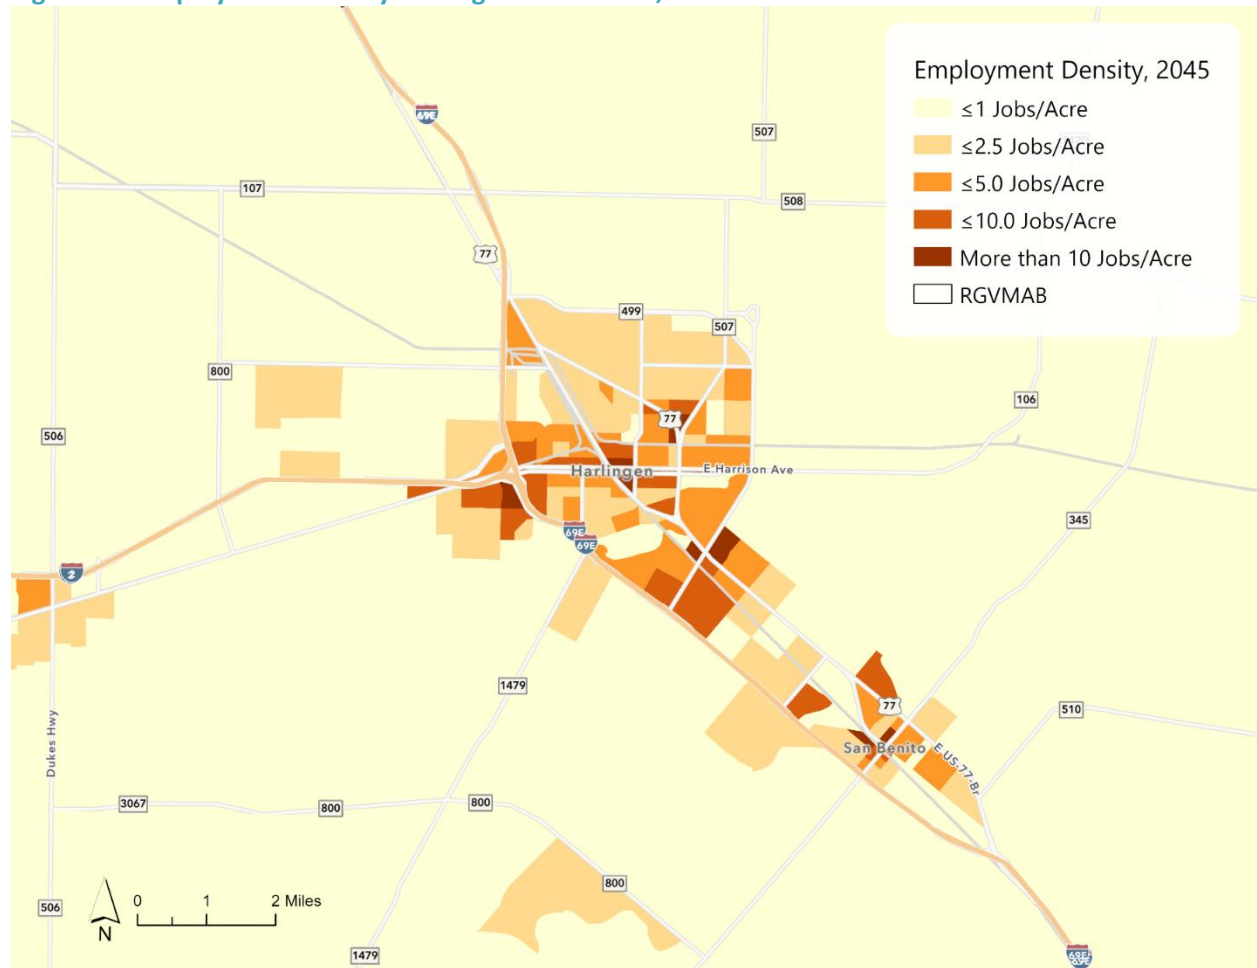 69E
Employment Density, 2045
≤1 Jobs/Acre
≤2.5 Jobs/Acre
≤5.0 Jobs/Acre
≤10.0 Jobs/Acre
More than 10 Jobs/Acre
RGVMAB
507
107
508
77
499
507
800
106
77
506
Harlingen
E Harrison Ave
345
69E
69E
2
1479
77
510
Dukes Hwy
San Benito
E US-77-Br
3067
800
800
800
506
0 1 2 Miles
N
1479
69E
69E